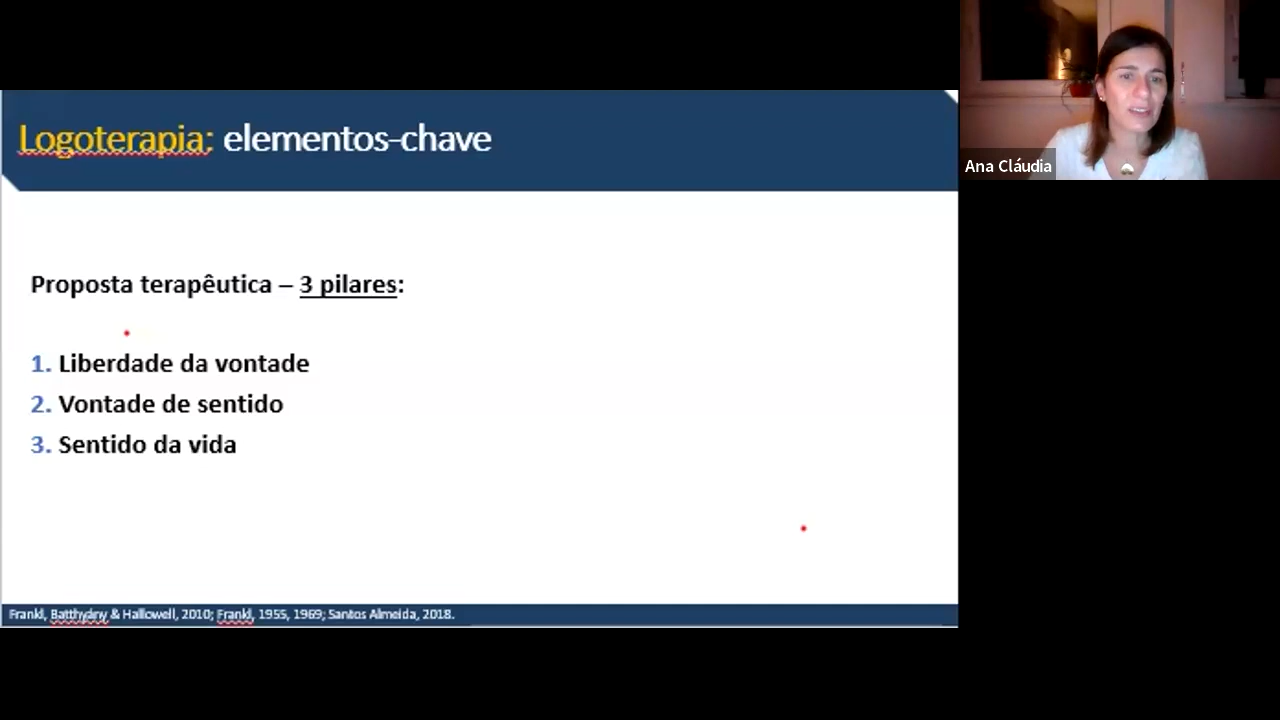 Logoterapia: elementos-chave
Ana Cláudia
Proposta terapêutica – 3 pilares:
1. Liberdade da vontade
2. Vontade de sentido
3. Sentido da vida
Frankl, Batthyány & Hallowell, 2010; Frankl, 1955, 1969; Santos Almeida, 2018.